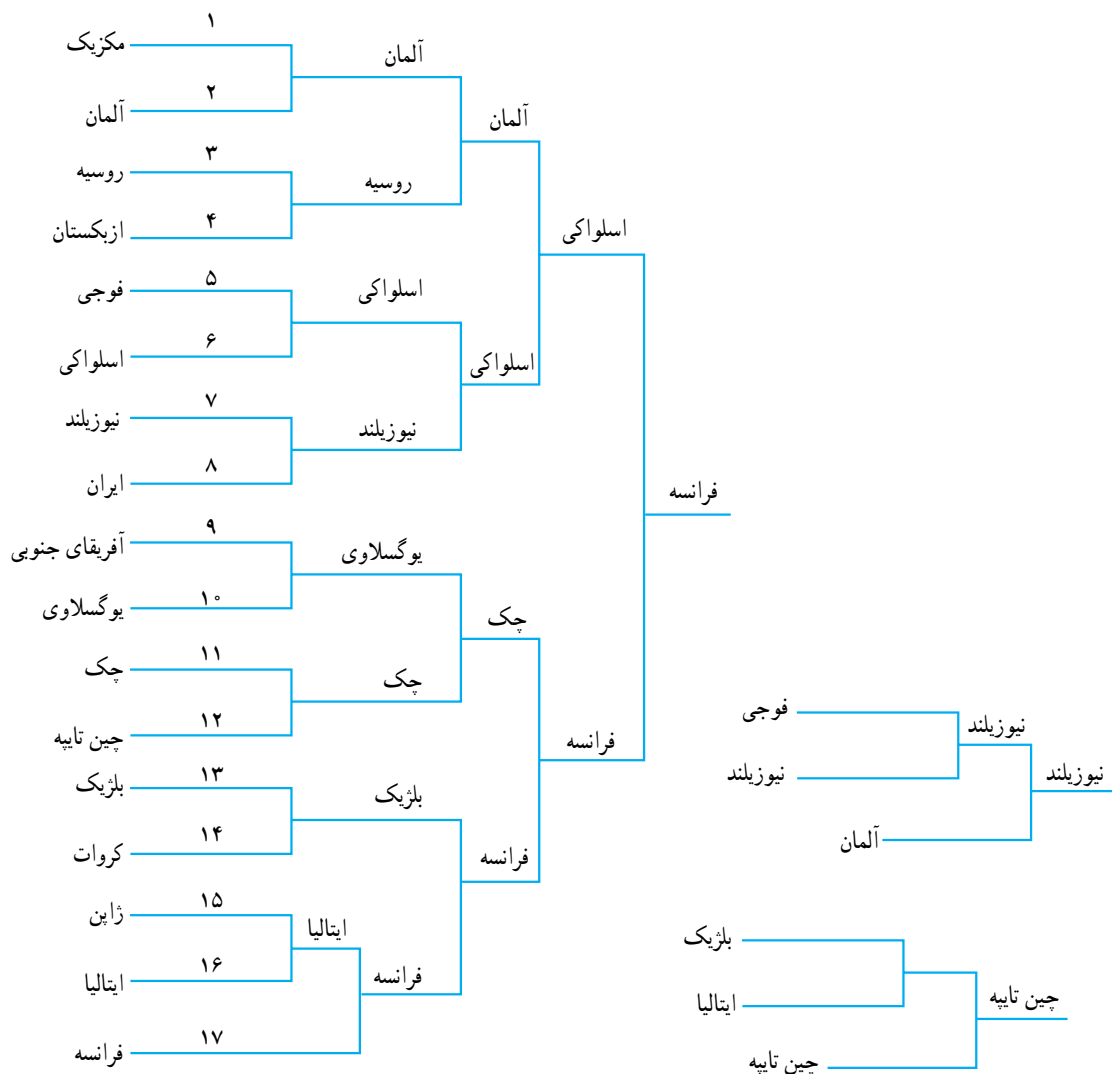 ۱
مکزیک
۲
آلمان
۳
روسیه
۴
ازبکستان
۵
فوجی
۶
اسلواکی
۷
نیوزیلند
۸
ایران
۹
آفریقای جنوبی
۱۰
یوگسلاوی
۱۱
چک
۱۲
چین تایپه
۱۳
بلژیک
۱۴
کروات
۱۵
ژاپن
۱۶
ایتالیا
۱۷
فرانسه
ایتالیا
آلمان
روسیه
اسلواکی
نیوزیلند
یوگسلاوی
چک
بلژیک
فرانسه
آلمان
اسلواکی
چک
فرانسه
اسلواکی
فرانسه
فرانسه
فوجی
نیوزیلند
نیوزیلند
آلمان
نیوزیلند
بلژیک
ایتالیا
چین تایپه
چین تایپه